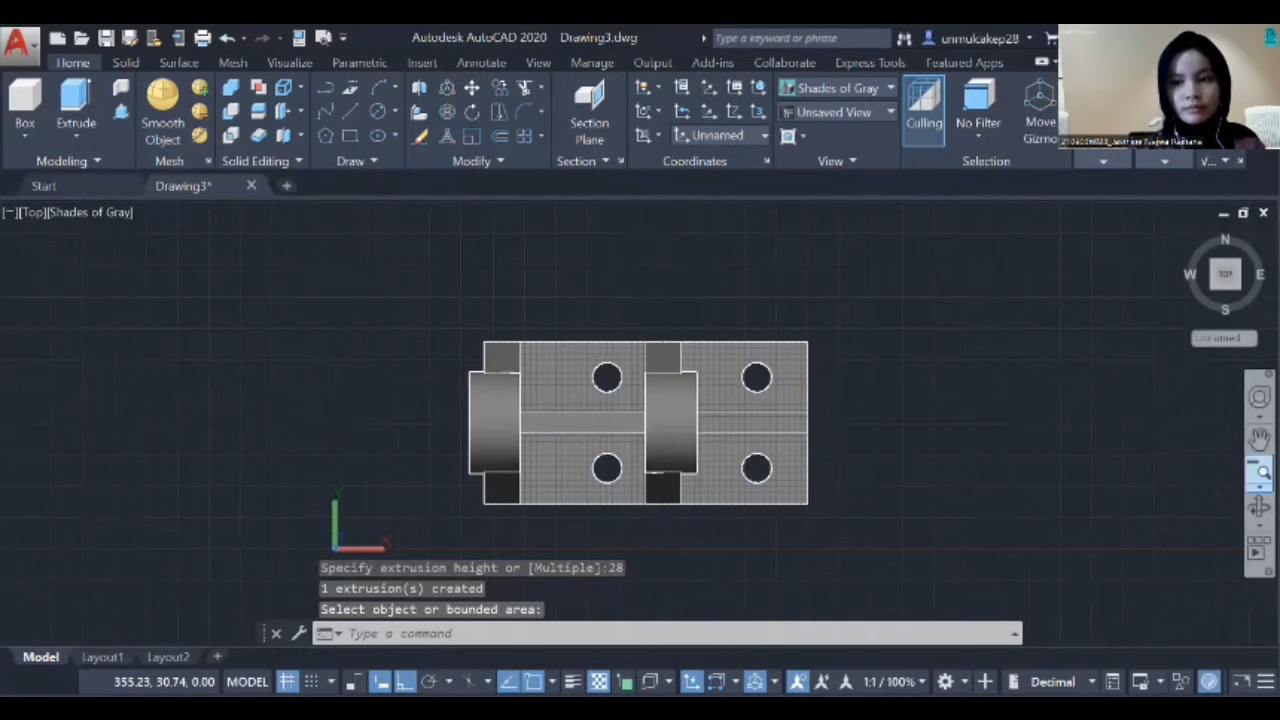 Autodesk AutoCAD 2020 Drawing3.dwg
Type a keyword or phrase
unmulcakep28
Home Solid Surface Mesh Visualize Parametric Insert Annotate View Manage Output Add-ins Collaborate Express Tools Featured Apps
Box
Extrude
Smooth
Object
Section
Plane
Unnamed
Shades of Gray
Unsaved View
Culling
No Filter
Move
Gizmo
Modeling
Mesh
Solid Editing
Draw
Modify
Section
Coordinates
View
Selection
V...
Start
Drawing3*
[−][Top][Shades of Gray]
N
W
TOP
E
S
Unnamed
Y
X
Specify extrusion height or [Multiple]:28
1 extrusion(s) created
Select object or bounded area:
Type a command
Model Layout1 Layout2 +
355.23, 30.74, 0.00 MODEL
1:1 / 100%
Decimal